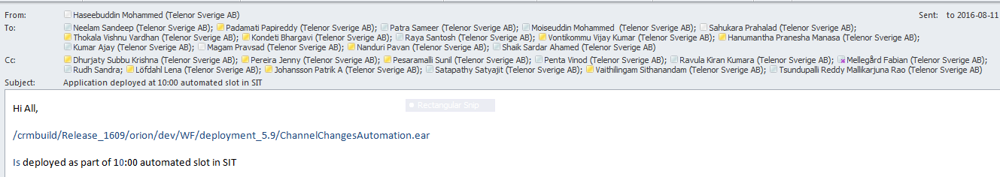 From: Haseebuddin Mohammed (Telenor Sverige AB) Sent: to 2016-08-11
To: Neelam Sandeep (Telenor Sverige AB); Padamati Papireddy (Telenor Sverige AB); Patra Sameer (Telenor Sverige AB); Moiseuddin Mohammed (Telenor Sverige AB); Sahukara Prahalad (Telenor Sverige AB);
Thokala Vishnu Vardhan (Telenor Sverige AB); Kondeti Bhargavi (Telenor Sverige AB); Raya Santosh (Telenor Sverige AB); Vontikommu Vijay Kumar (Telenor Sverige AB); Hanumantha Pranesha Manasa (Telenor Sverige AB);
Kumar Ajay (Telenor Sverige AB); Magam Pravsad (Telenor Sverige AB); Nanduri Pavan (Telenor Sverige AB); Shaik Sardar Ahamed (Telenor Sverige AB)
Cc: Dhurjaty Subbu Krishna (Telenor Sverige AB); Pereira Jenny (Telenor Sverige AB); Pesaramalli Sunil (Telenor Sverige AB); Penta Vinod (Telenor Sverige AB); Ravula Kiran Kumara (Telenor Sverige AB); Mellegård Fabian (Telenor Sverige AB);
Rudh Sandra; Löfdahl Lena (Telenor Sverige AB); Johansson Patrik A (Telenor Sverige AB); Satapathy Satyajit (Telenor Sverige AB); Vaithilingam Sithanandam (Telenor Sverige AB); Tsundupalli Reddy Mallikarjuna Rao (Telenor Sverige AB)
Subject: Application deployed at 10:00 automated slot in SIT
Hi All,
Rectangular Snip
/crmbuild/Release_1609/orion/dev/WF/deployment_5.9/ChannelChangesAutomation.ear
Is deployed as part of 10:00 automated slot in SIT